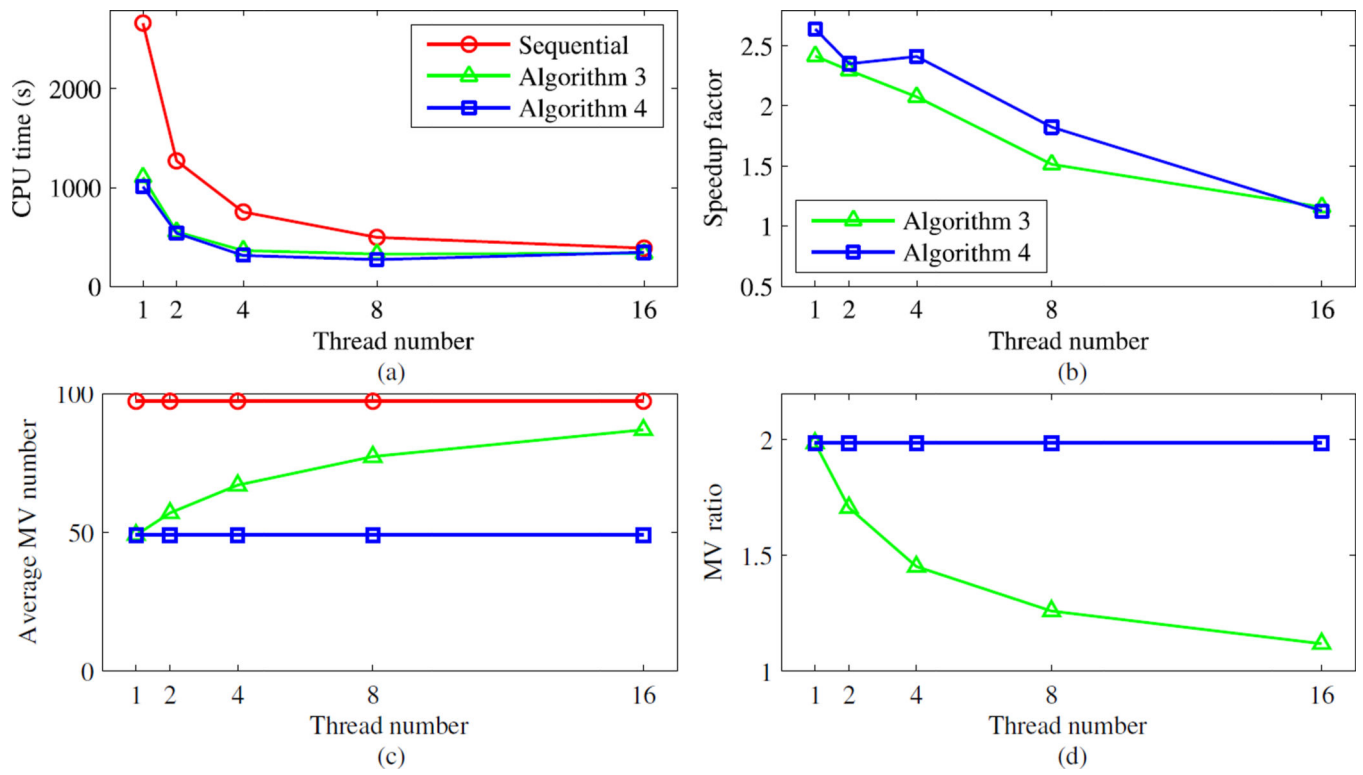 CPU time (s)
2000
1000
0
Sequential
Algorithm 3
Algorithm 4
1 2 4 8 16
Thread number
(a)
Speedup factor
2.5
2
1.5
1
0.5
Algorithm 3
Algorithm 4
1 2 4 8 16
Thread number
(b)
Average MV number
100
50
0
1 2 4 8 16
Thread number
(c)
MV ratio
2
1.5
1
1 2 4 8 16
Thread number
(d)